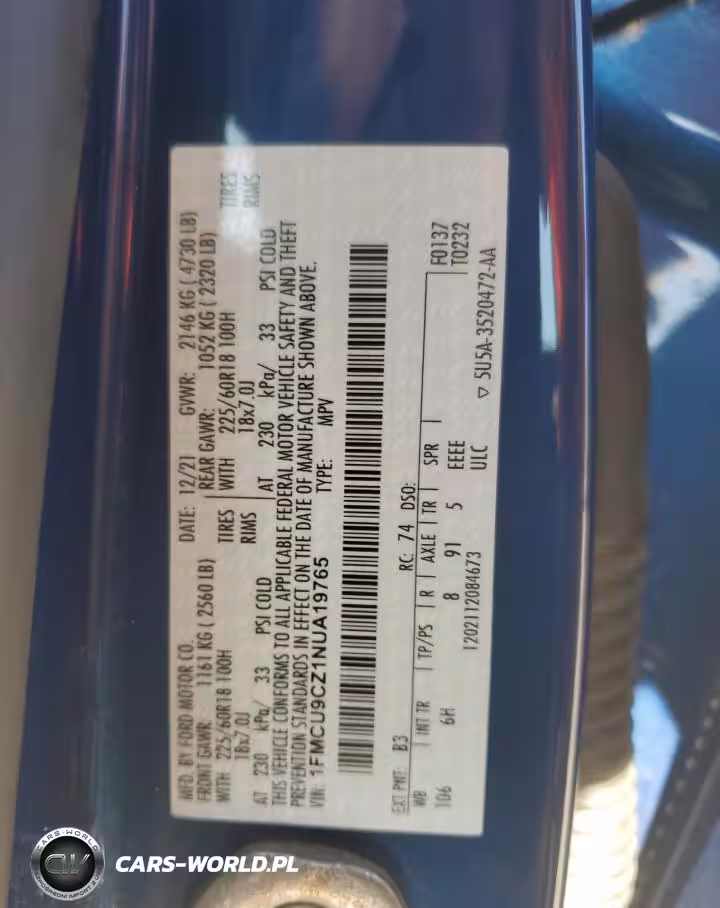 MFD. BY FORD MOTOR CO.
DATE: 12/21 GVWR: 2146 KG ( 4730 LB)
FRONT GAWR: 1161 KG ( 2560 LB) REAR GAWR: 1052 KG ( 2320 LB)
WITH 225/60R18 100H TIRES WITH 225/60R18 100H TIRES
18x7.0J RIMS 18x7.0J RIMS
AT 230 kPa/ 33 PSI COLD AT 230 kPa/ 33 PSI COLD
THIS VEHICLE CONFORMS TO ALL APPLICABLE FEDERAL MOTOR VEHICLE SAFETY AND THEFT
PREVENTION STANDARDS IN EFFECT ON THE DATE OF MANUFACTURE SHOWN ABOVE.
VIN: 1FMCU9CZ1NUA19765 TYPE: MPV
EXT PNT: B3 RC: 74 DSO: F0137
WB INT TR TP/PS R AXLE TR SPR T0232
106 6H 8 91 5 EEEE
1202112084673 ULC ▽ 5U5A-3520472-AA
CARS-WORLD
CW
CARS-WORLD.PL